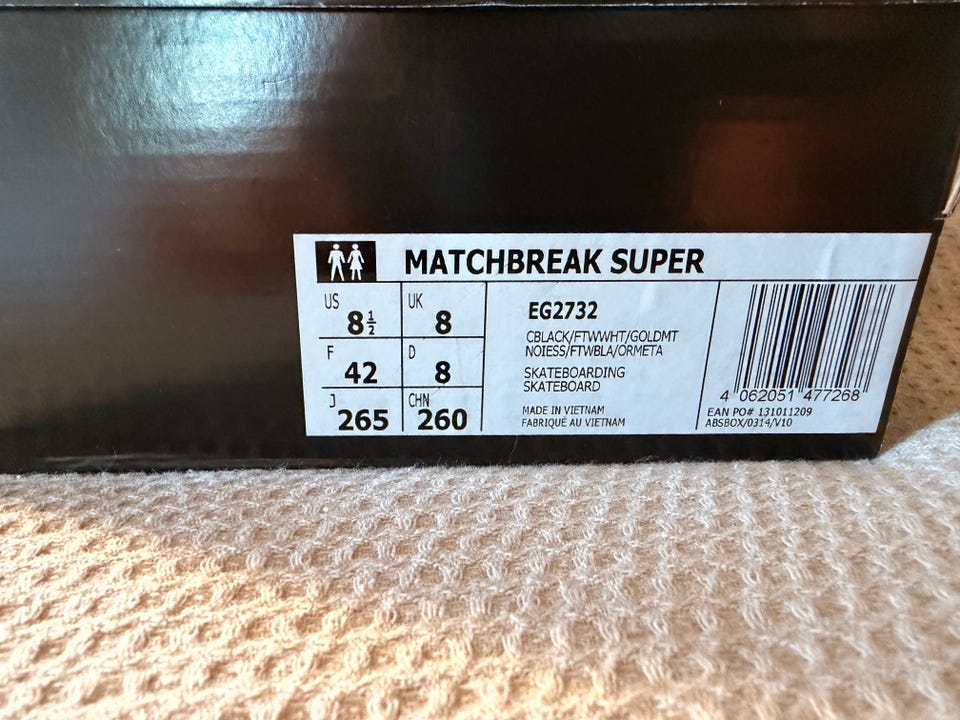 MATCHBREAK SUPER
US 8½ UK 8
F 42 D 8
J 265 CHN 260
EG2732
CBLACK/FTWWHT/GOLDMT
NOIESS/FTWBLA/ORMETA
SKATEBOARDING
SKATEBOARD
MADE IN VIETNAM
FABRIQUÉ AU VIETNAM
4 062051 477268
EAN PO# 131011209
ABSBOX/0314/V10